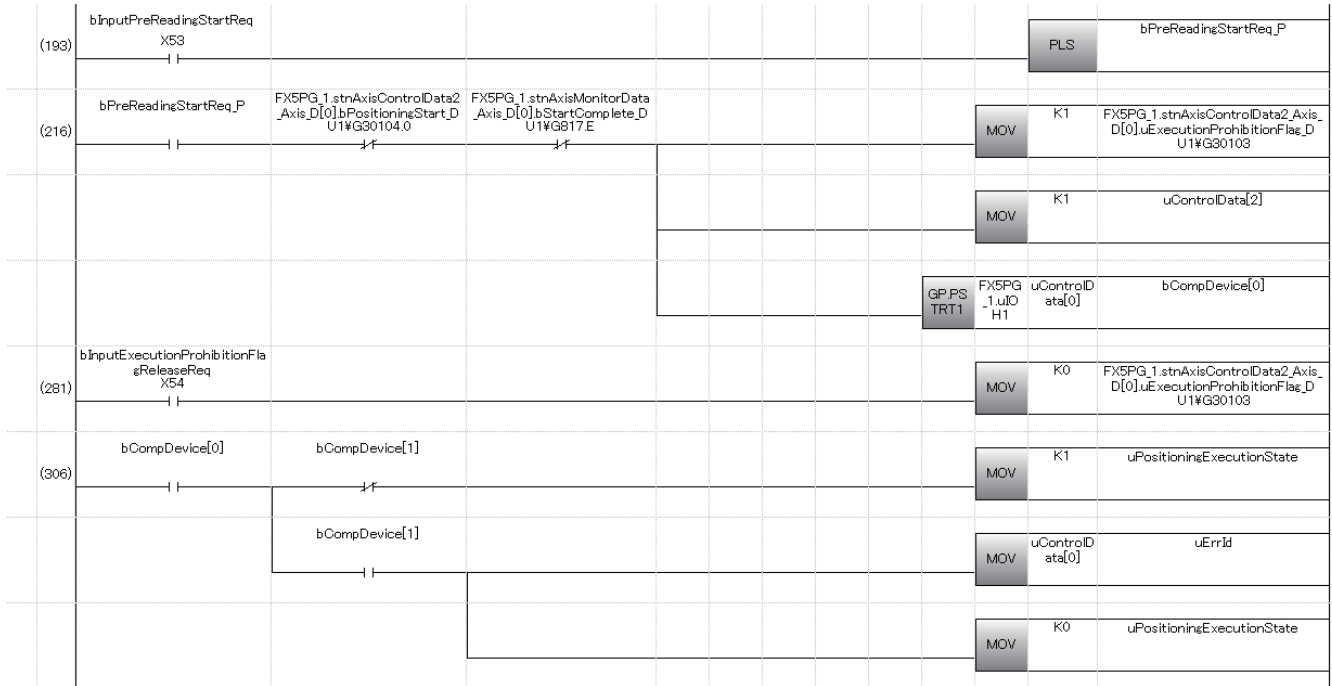 bInputPreReadingStartReq
X53
(193)
PLS
bPreReadingStartReq_P
(216)
bPreReadingStartReq_P
FX5PG_1.stnAxisControlData2
_Axis_D[0].bPositioningStart_D
U1¥G30104.0
FX5PG_1.stnAxisMonitorData
_Axis_D[0].bStartComplete_D
U1¥G817.E
MOV
K1
FX5PG_1.stnAxisControlData2_Axis_
D[0].uExecutionProhibitionFlag_D
U1¥G30103
MOV
K1
uControlData[2]
GP.PS
TRT1
FX5PG
_1.uIO
H1
uControlD
ata[0]
bCompDevice[0]
bInputExecutionProhibitionFla
gReleaseReq
X54
(281)
MOV
K0
FX5PG_1.stnAxisControlData2_Axis_
D[0].uExecutionProhibitionFlag_D
U1¥G30103
(306)
bCompDevice[0]
bCompDevice[1]
MOV
K1
uPositioningExecutionState
bCompDevice[1]
MOV
uControlD
ata[0]
uErrId
MOV
K0
uPositioningExecutionState